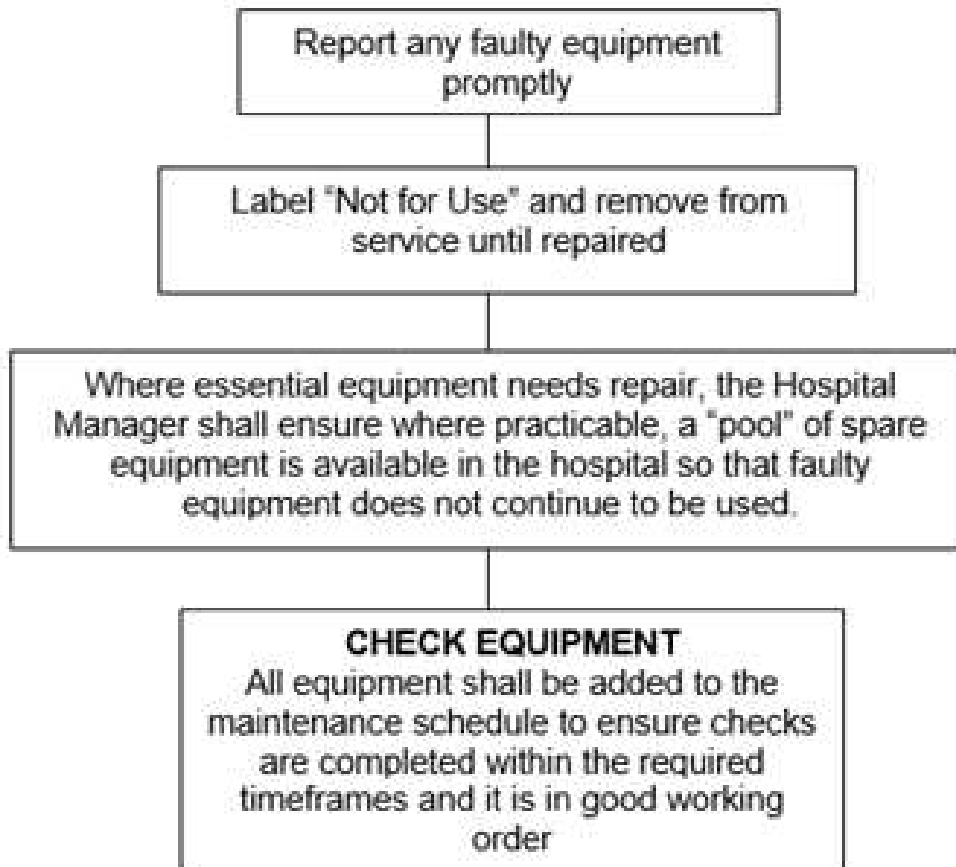 Report any faulty equipment
promptly
Label "Not for Use" and remove from
service until repaired
Where essential equipment needs repair, the Hospital
Manager shall ensure where practicable, a "pool" of spare
equipment is available in the hospital so that faulty
equipment does not continue to be used.
CHECK EQUIPMENT
All equipment shall be added to the
maintenance schedule to ensure checks
are completed within the required
timeframes and it is in good working
order